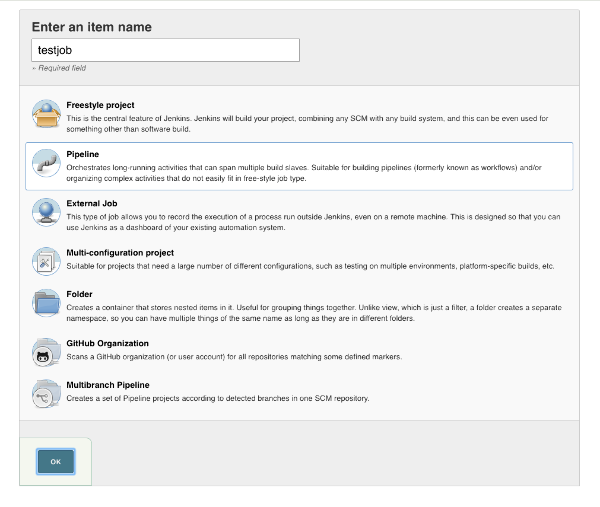 Enter an item name
testjob
» Required field
Freestyle project
This is the central feature of Jenkins. Jenkins will build your project, combining any SCM with any build system, and this can be even used for
something other than software build.
Pipeline
Orchestrates long-running activities that can span multiple build slaves. Suitable for building pipelines (formerly known as workflows) and/or
organizing complex activities that do not easily fit in free-style job type.
External Job
This type of job allows you to record the execution of a process run outside Jenkins, even on a remote machine. This is designed so that you can
use Jenkins as a dashboard of your existing automation system.
Multi-configuration project
Suitable for projects that need a large number of different configurations, such as testing on multiple environments, platform-specific builds, etc.
Folder
Creates a container that stores nested items in it. Useful for grouping things together. Unlike view, which is just a filter, a folder creates a separate
namespace, so you can have multiple things of the same name as long as they are in different folders.
GitHub Organization
Scans a GitHub organization (or user account) for all repositories matching some defined markers.
Multibranch Pipeline
Creates a set of Pipeline projects according to detected branches in one SCM repository.
OK